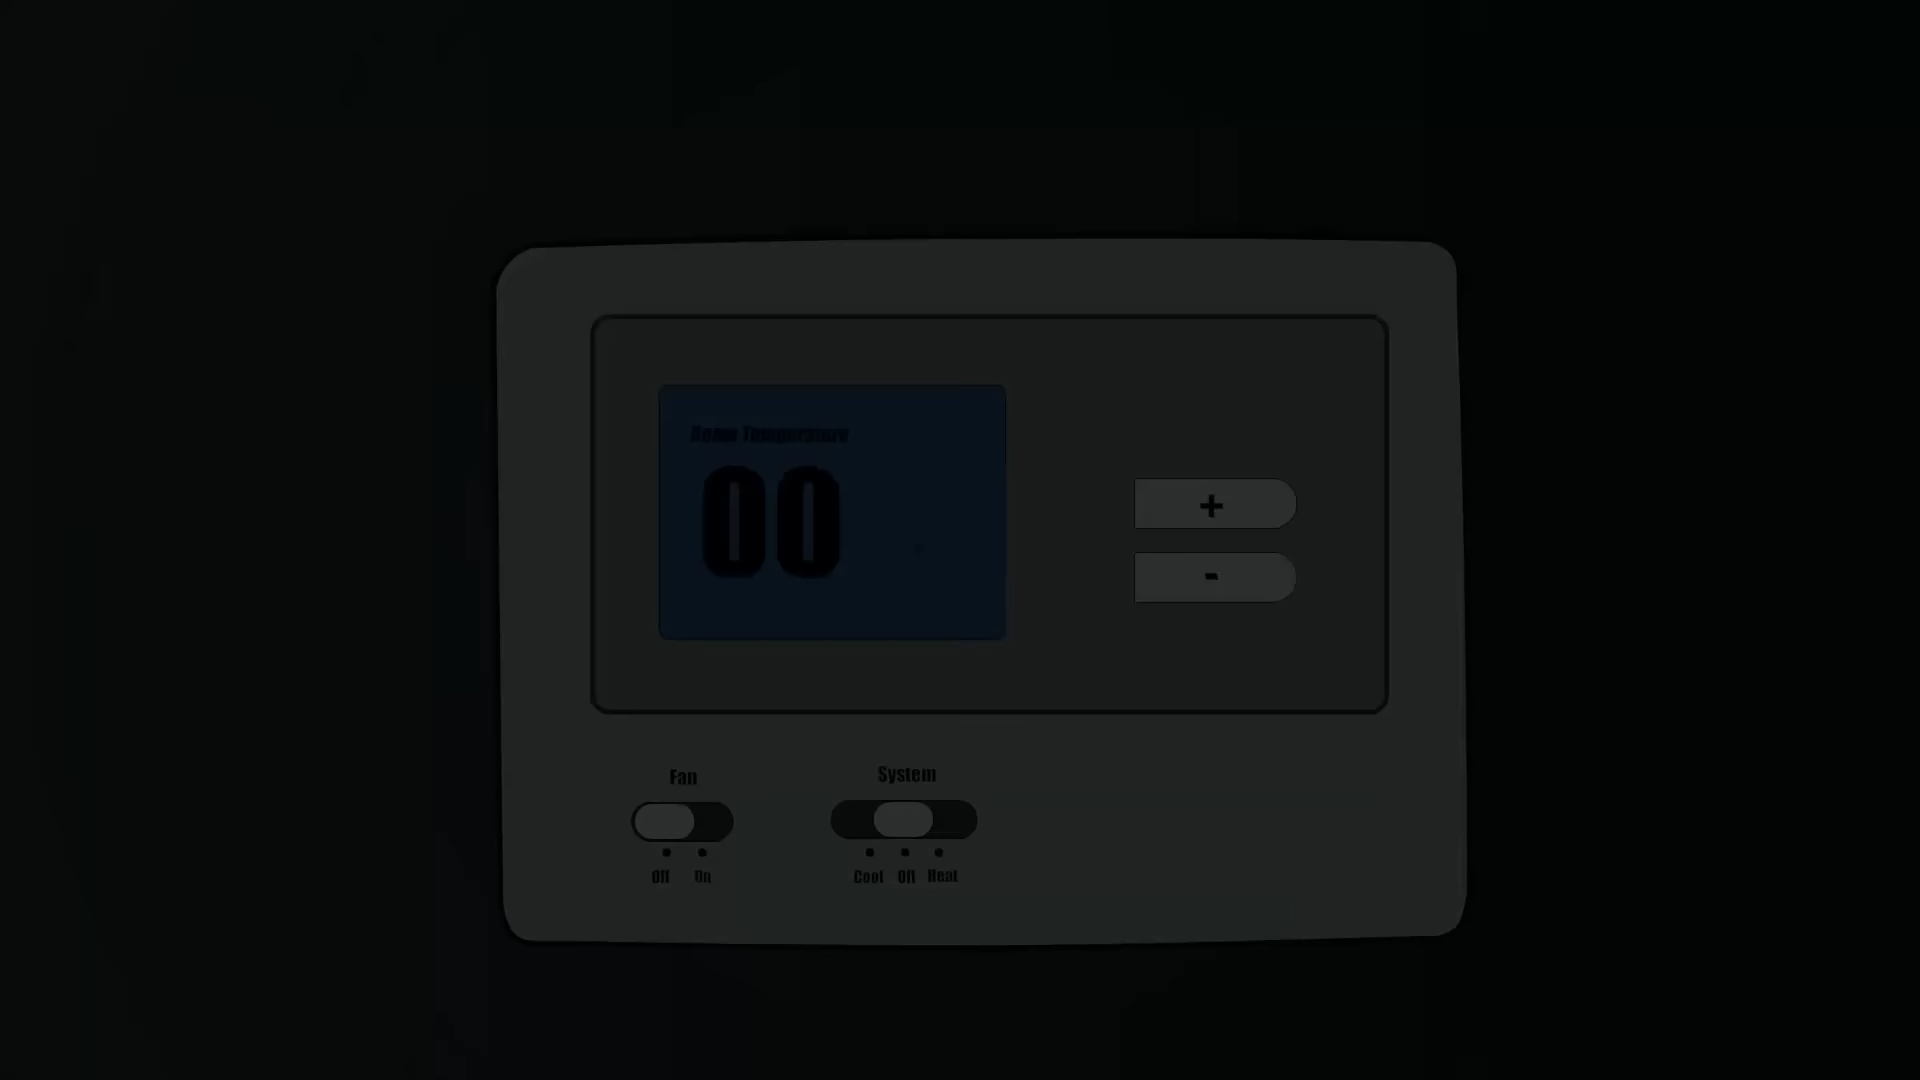 Room Temperature
00
+
-
Fan
System
Off On
Cool Off Heat